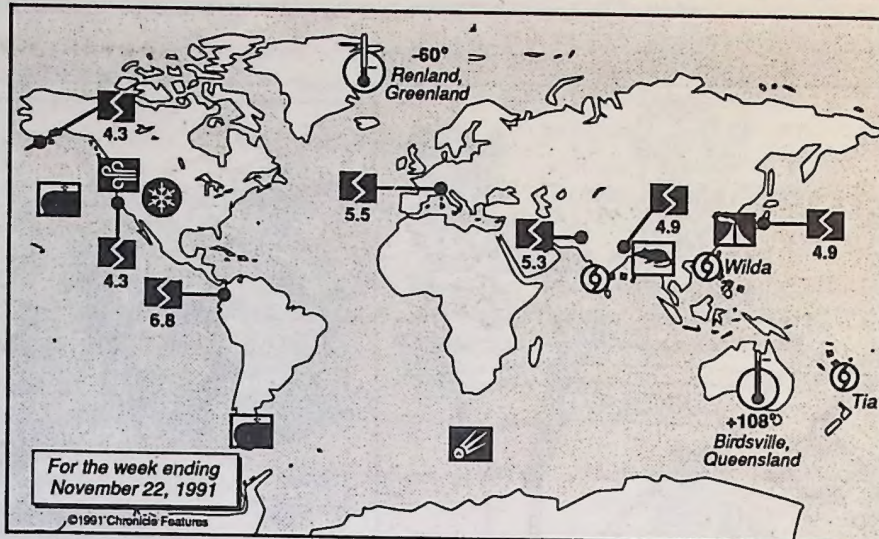 -60°
Renland,
Greenland
4.3
5.5
4.9
5.3
Wilda
4.9
4.3
6.8
Tia
+108°
Birdsville,
Queensland
For the week ending
November 22, 1991
©1991 Chronicle Features